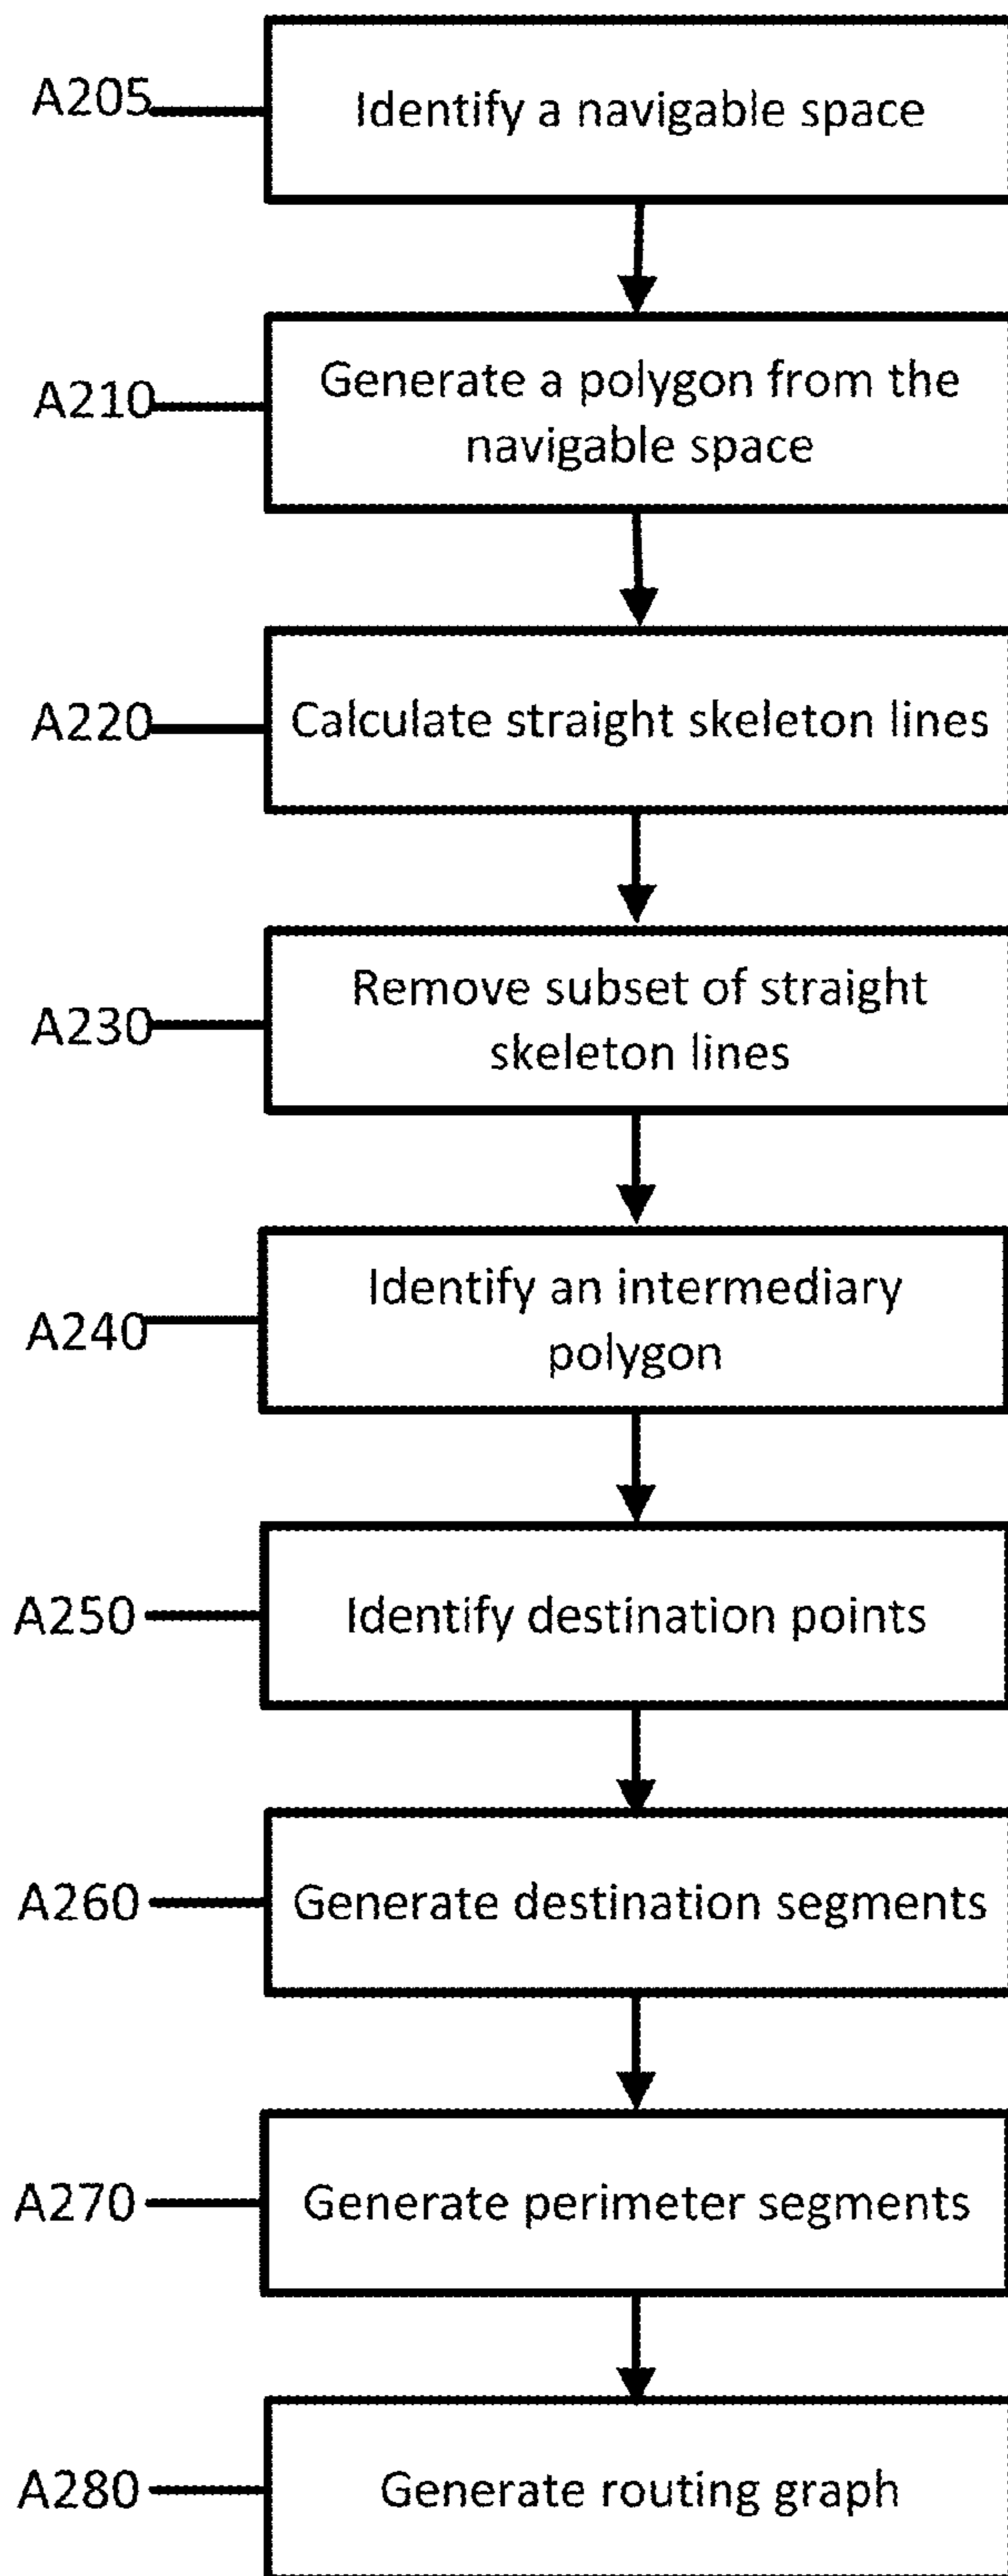 A205
Identify a navigable space
A210
Generate a polygon from the
navigable space
A220
Calculate straight skeleton lines
A230
Remove subset of straight
skeleton lines
A240
Identify an intermediary
polygon
A250
Identify destination points
A260
Generate destination segments
A270
Generate perimeter segments
A280
Generate routing graph